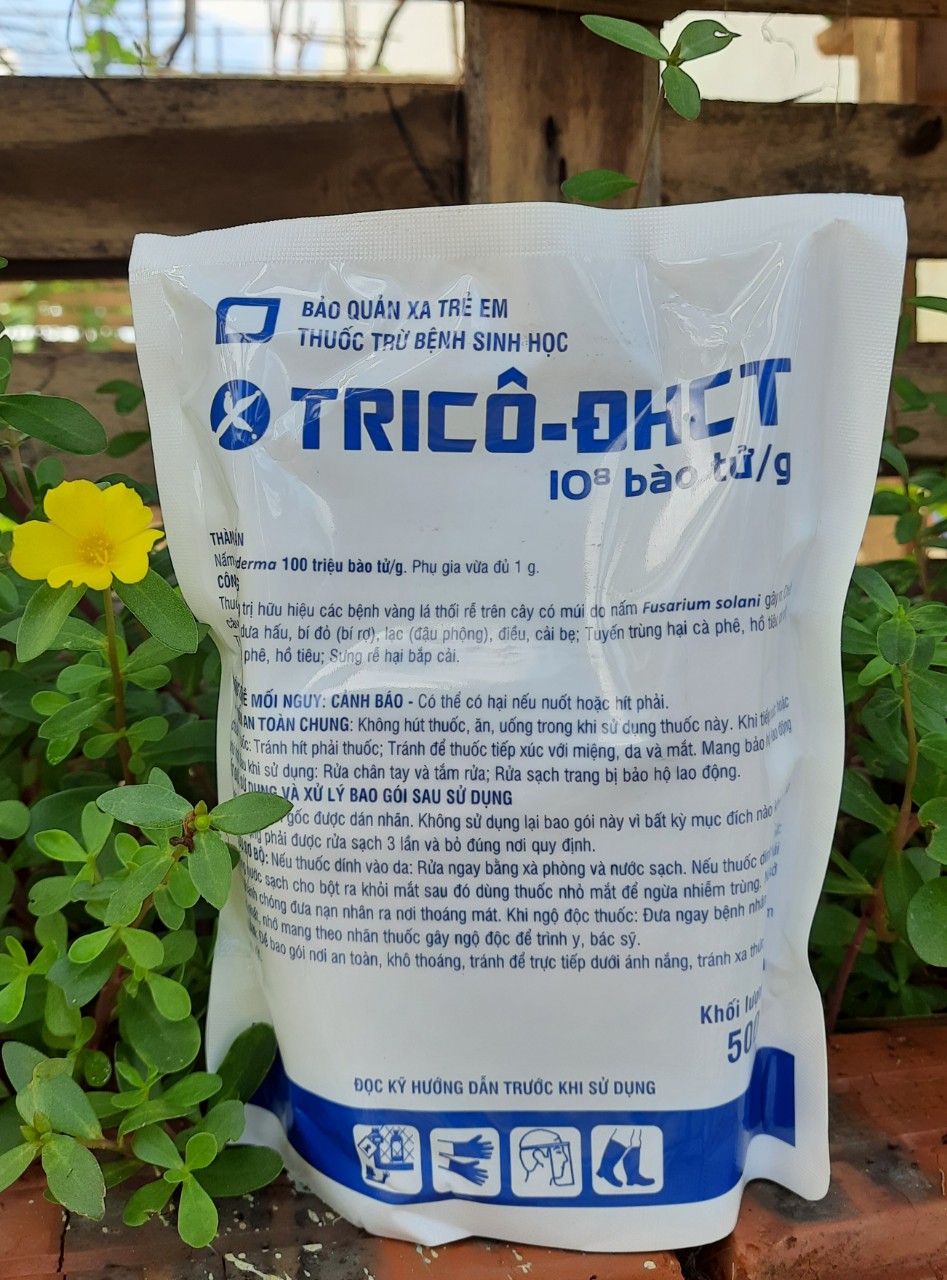 BẢO QUẢN XA TRẺ EM
THUỐC TRỪ BỆNH SINH HỌC
TRICÔ-ĐHCT
10⁸ bào tử/g
THÀNH
Nấm 100 triệu bào tử/g. Phụ gia vừa đủ 1 g.
CÔNG
trị hữu hiệu các bệnh vàng lá thối rễ trên cây có múi do nấm Fusarium solani gây ra
dưa hấu, bí đỏ (bí rợ), lạc (đậu phộng), điều, cải bẹ; Tuyến trùng hại cà phê, hồ tiêu
phê, hồ tiêu; Sưng rễ hại bắp cải.
MỐI NGUY: CẢNH BÁO - Có thể có hại nếu nuốt hoặc hít phải.
AN TOÀN CHUNG: Không hút thuốc, ăn, uống trong khi sử dụng thuốc này. Khi hoặc
Tránh hít phải thuốc; Tránh để thuốc tiếp xúc với miệng, da và mắt. Mang bảo lao động
khi sử dụng: Rửa chân tay và tắm rửa; Rửa sạch trang bị bảo hộ lao động.
DỤNG VÀ XỬ LÝ BAO GÓI SAU SỬ DỤNG
gốc được dán nhãn. Không sử dụng lại bao gói này vì bất kỳ mục đích nào
phải được rửa sạch 3 lần và bỏ đúng nơi quy định.
BỘ: Nếu thuốc dính vào da: Rửa ngay bằng xà phòng và nước sạch. Nếu thuốc
nước sạch cho bột ra khỏi mắt sau đó dùng thuốc nhỏ mắt để ngừa nhiễm trùng.
chóng đưa nạn nhân ra nơi thoáng mát. Khi ngộ độc thuốc: Đưa ngay bệnh
nhớ mang theo nhãn thuốc gây ngộ độc để trình y, bác sỹ.
bao gói nơi an toàn, khô thoáng, tránh để trực tiếp dưới ánh nắng, tránh xa
Khối
ĐỌC KỸ HƯỚNG DẪN TRƯỚC KHI SỬ DỤNG